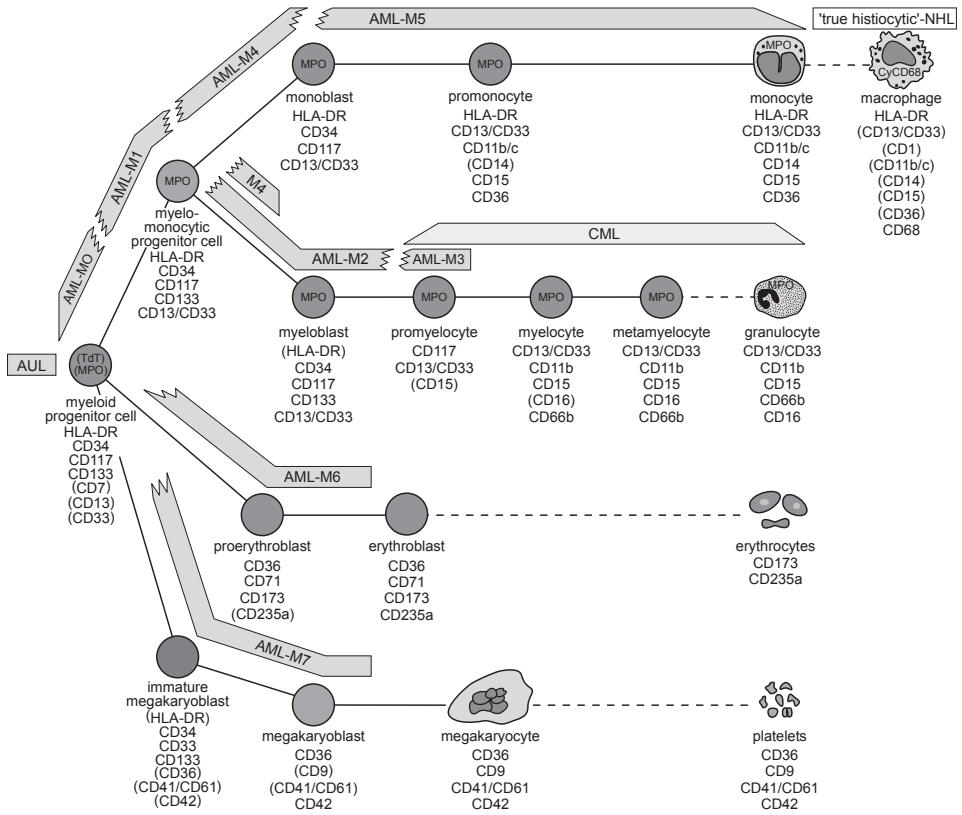 AML-M5
'true histiocytic'-NHL
AML-M4
AML-M1
AML-MO
MPO
monoblast
HLA-DR
CD34
CD117
CD13/CD33
MPO
promonocyte
HLA-DR
CD13/CD33
CD11b/c
(CD14)
CD15
CD36
MPO
monocyte
HLA-DR
CD13/CD33
CD11b/c
CD14
CD15
CD36
CyCD68
macrophage
HLA-DR
(CD13/CD33)
(CD1)
(CD11b/c)
(CD14)
(CD15)
(CD36)
CD68
MPO
myelo-
monocytic
progenitor cell
HLA-DR
CD34
CD117
CD133
CD13/CD33
M4
AML-M2
AML-M3
CML
MPO
myeloblast
(HLA-DR)
CD34
CD117
CD133
CD13/CD33
MPO
promyelocyte
CD117
CD13/CD33
(CD15)
MPO
myelocyte
CD13/CD33
CD11b
CD15
(CD16)
CD66b
MPO
metamyelocyte
CD13/CD33
CD11b
CD15
CD16
CD66b
MPO
granulocyte
CD13/CD33
CD11b
CD15
CD66b
CD16
AUL
(TdT)
(MPO)
myeloid
progenitor cell
HLA-DR
CD34
CD117
CD133
(CD7)
(CD13)
(CD33)
AML-M6
proerythroblast
CD36
CD71
CD173
(CD235a)
erythroblast
CD36
CD71
CD173
CD235a
erythrocytes
CD173
CD235a
AML-M7
immature
megakaryoblast
(HLA-DR)
CD34
CD33
CD133
(CD36)
(CD41/CD61)
(CD42)
megakaryoblast
CD36
(CD9)
(CD41/CD61)
CD42
megakaryocyte
CD36
CD9
CD41/CD61
CD42
platelets
CD36
CD9
CD41/CD61
CD42